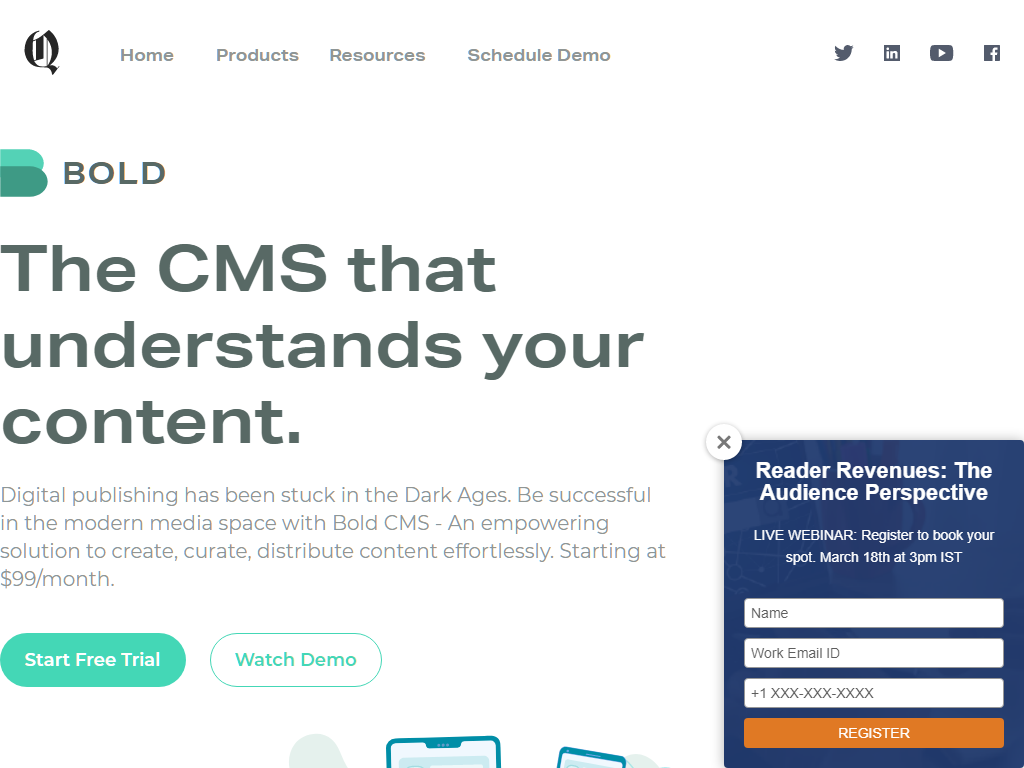 Home Products Resources Schedule Demo
BOLD
The CMS that
understands your
content.
Digital publishing has been stuck in the Dark Ages. Be successful
in the modern media space with Bold CMS - An empowering
solution to create, curate, distribute content effortlessly. Starting at
$99/month.
Start Free Trial Watch Demo
Reader Revenues: The
Audience Perspective
LIVE WEBINAR: Register to book your
spot. March 18th at 3pm IST
Name
Work Email ID
+1 XXX-XXX-XXXX
REGISTER